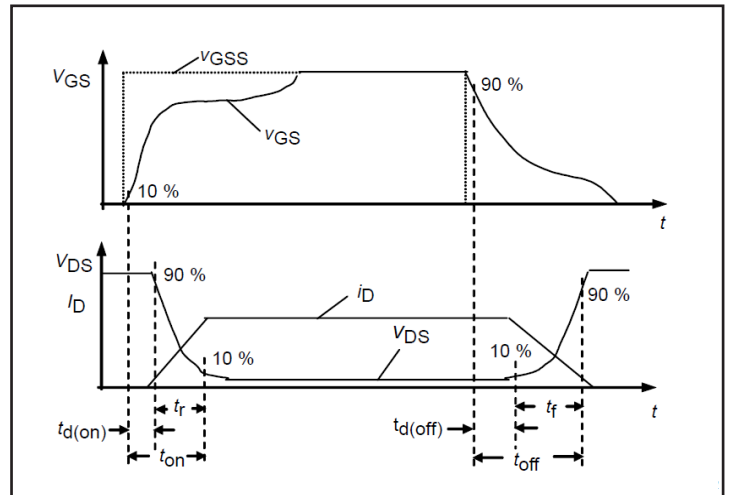 VGSS
VGS
90 %
VGS
10 %
t
VDS
90 %
iD
ID
90 %
VDS
10 %
10 %
tr
tf
t
td(on)
td(off)
ton
toff